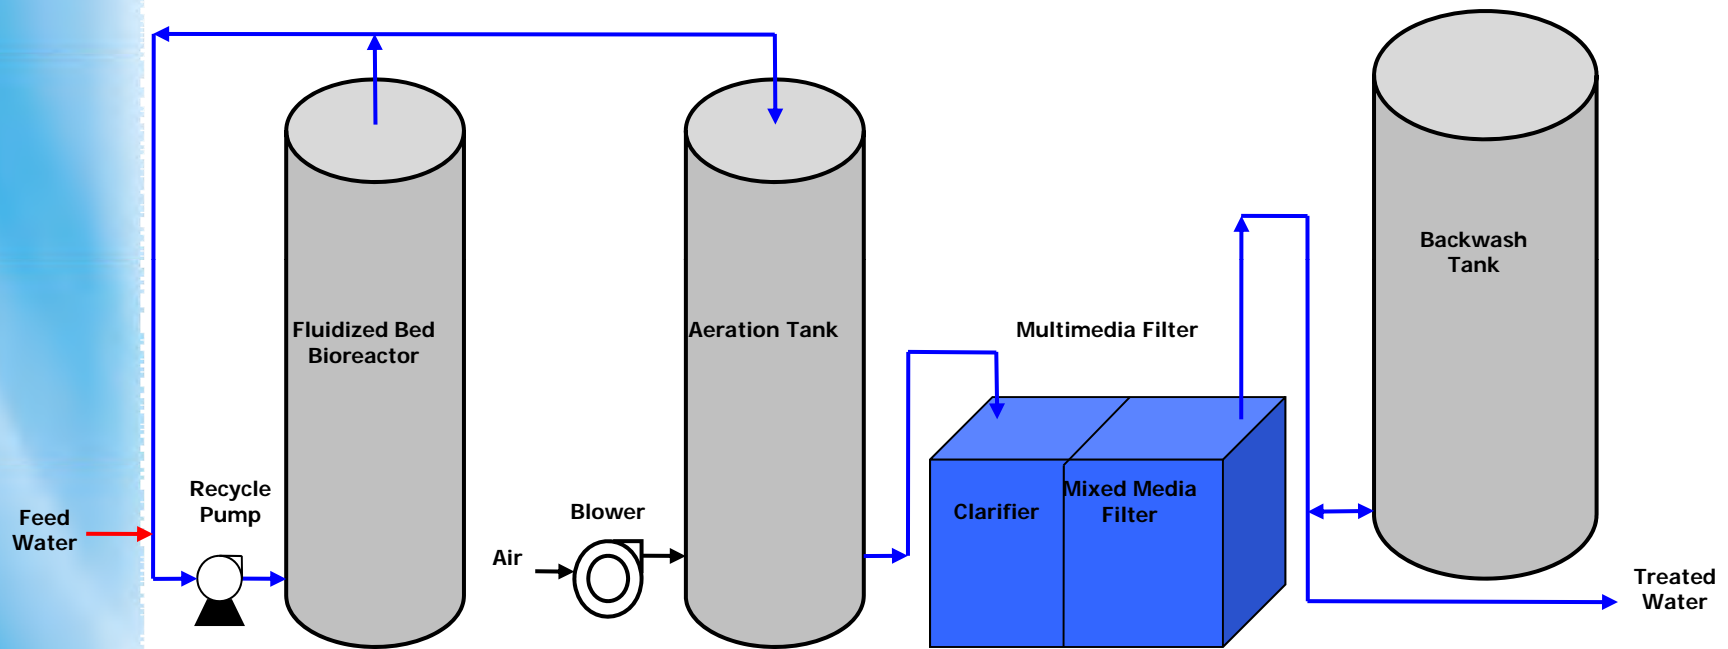 Backwash
Tank
Fluidized Bed
Bioreactor
Aeration Tank
Multimedia Filter
Recycle
Pump
Feed
Water
Blower
Air
Clarifier
Mixed Media
Filter
Treated
Water